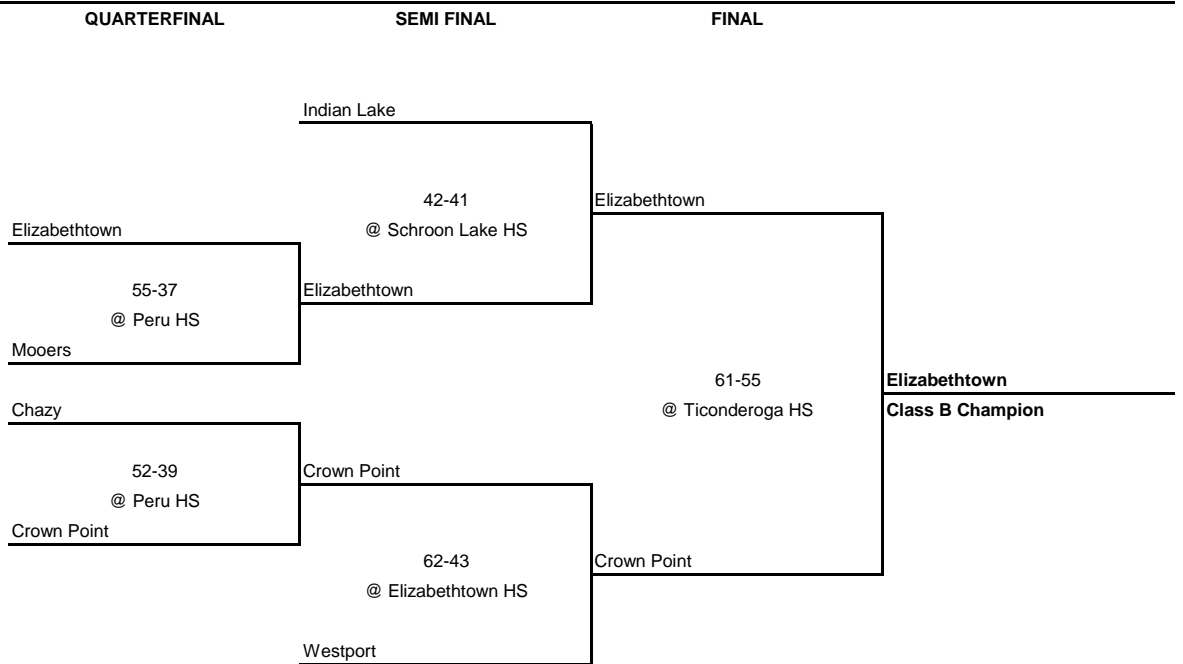 QUARTERFINAL SEMI FINAL FINAL
Indian Lake
42-41 Elizabethtown
Elizabethtown @ Schroon Lake HS
55-37 Elizabethtown
@ Peru HS
Mooers
61-55 Elizabethtown
Chazy @ Ticonderoga HS Class B Champion
52-39 Crown Point
@ Peru HS
Crown Point
62-43 Crown Point
@ Elizabethtown HS
Westport